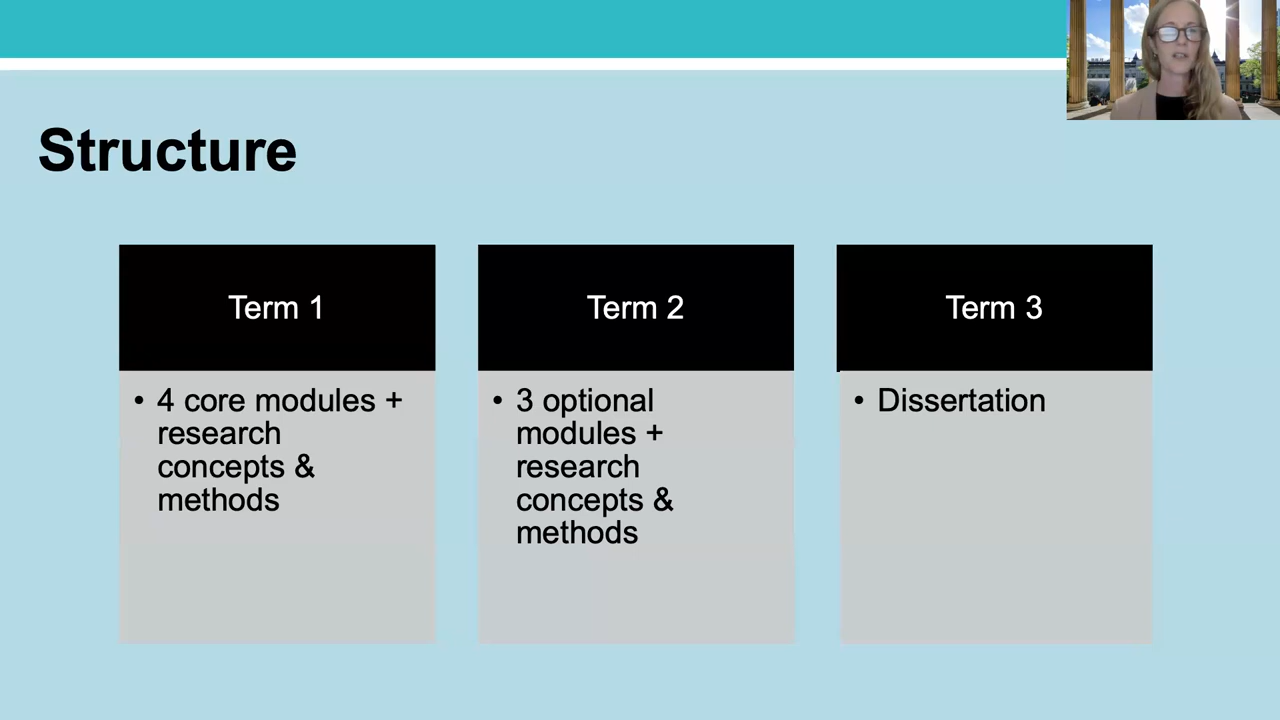 Structure
Term 1
• 4 core modules +
research
concepts &
methods
Term 2
• 3 optional
modules +
research
concepts &
methods
Term 3
• Dissertation